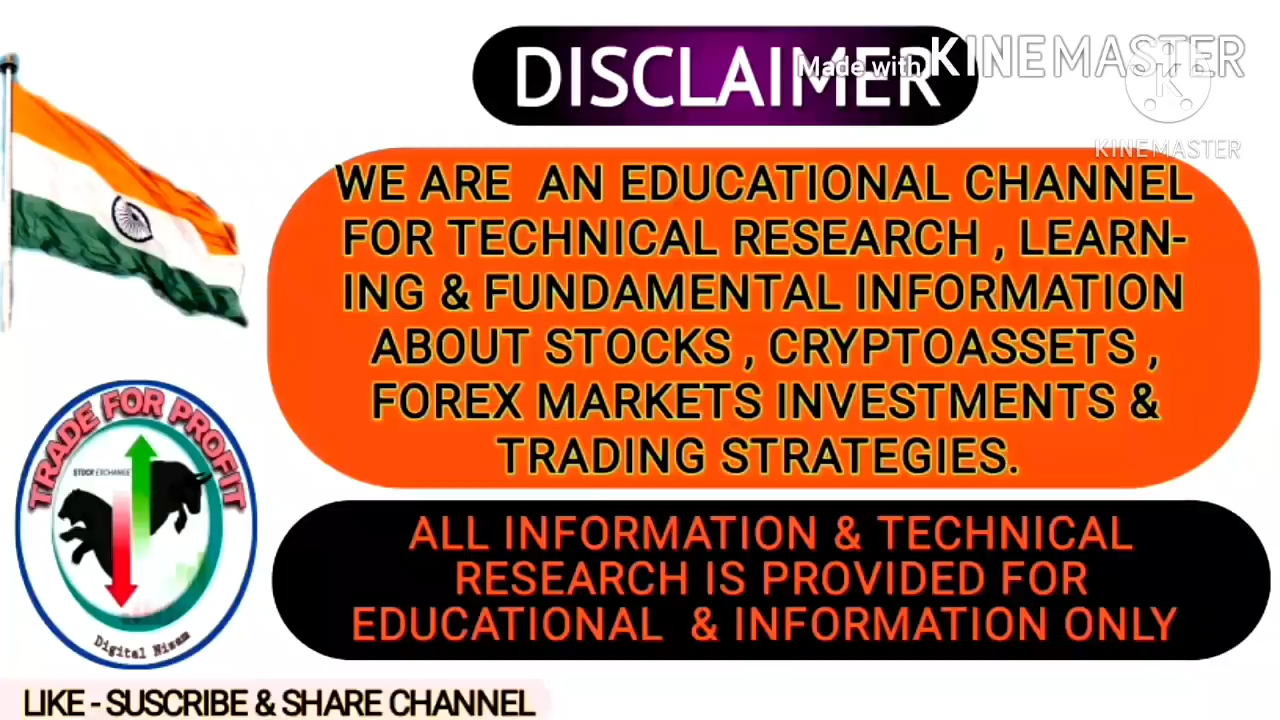 DISCLAIMER
Made with KINEMASTER
K
KINEMASTER
WE ARE AN EDUCATIONAL CHANNEL
FOR TECHNICAL RESEARCH , LEARN-
ING & FUNDAMENTAL INFORMATION
ABOUT STOCKS , CRYPTOASSETS ,
FOREX MARKETS INVESTMENTS &
TRADING STRATEGIES.
TRADE FOR PROFIT
STOCK EXCHANGE
Digital Nizam
ALL INFORMATION & TECHNICAL
RESEARCH IS PROVIDED FOR
EDUCATIONAL & INFORMATION ONLY
LIKE - SUSCRIBE & SHARE CHANNEL